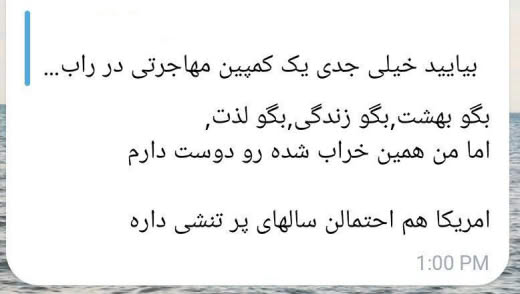 بیایید خیلی جدی یک کمپین مهاجرتی در راب...
بگو بهشت,بگو زندگی,بگو لذت,
اما من همین خراب شده رو دوست دارم
امریکا هم احتمالن سالهای پر تنشی داره
1:00 PM